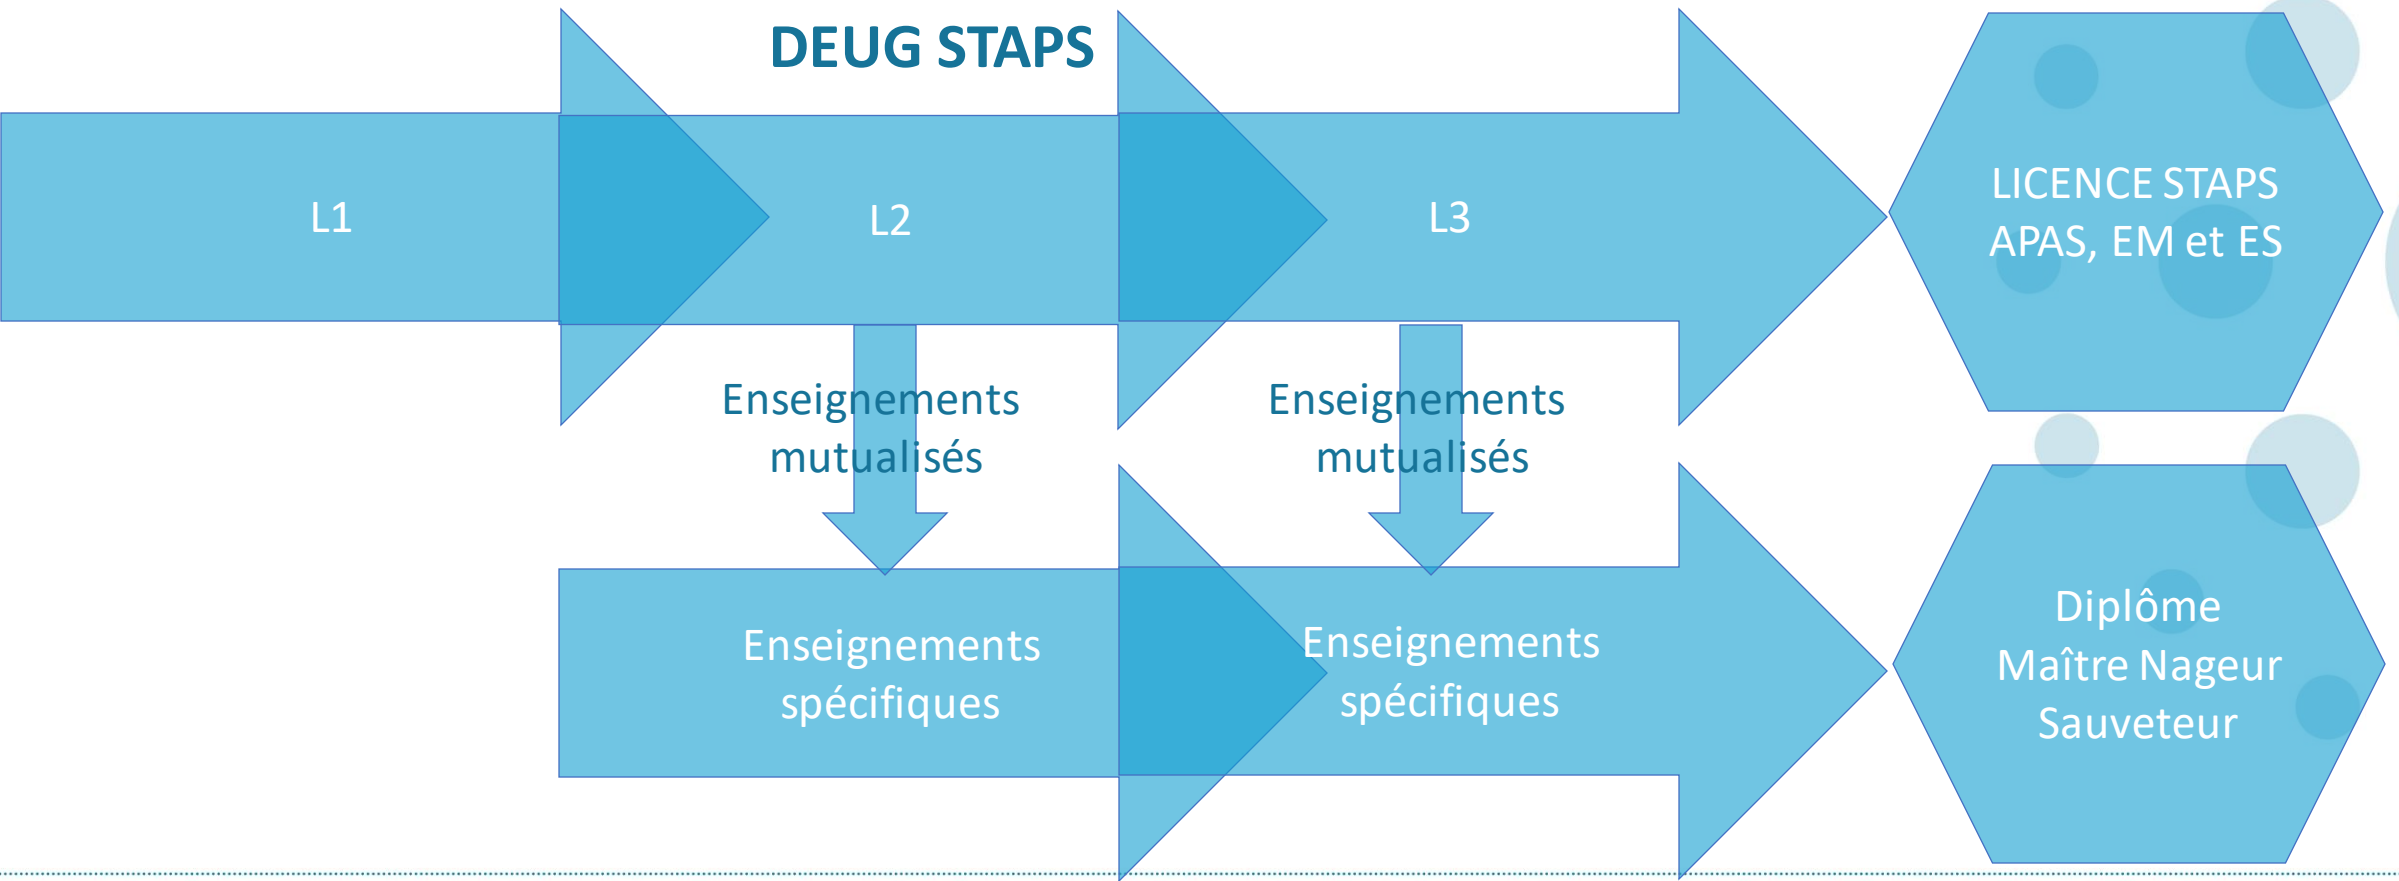 DEUG STAPS
L1
L2
L3
LICENCE STAPS
APAS, EM et ES
Enseignements
mutualisés
Enseignements
mutualisés
Enseignements
spécifiques
Enseignements
spécifiques
Diplôme
Maître Nageur
Sauveteur